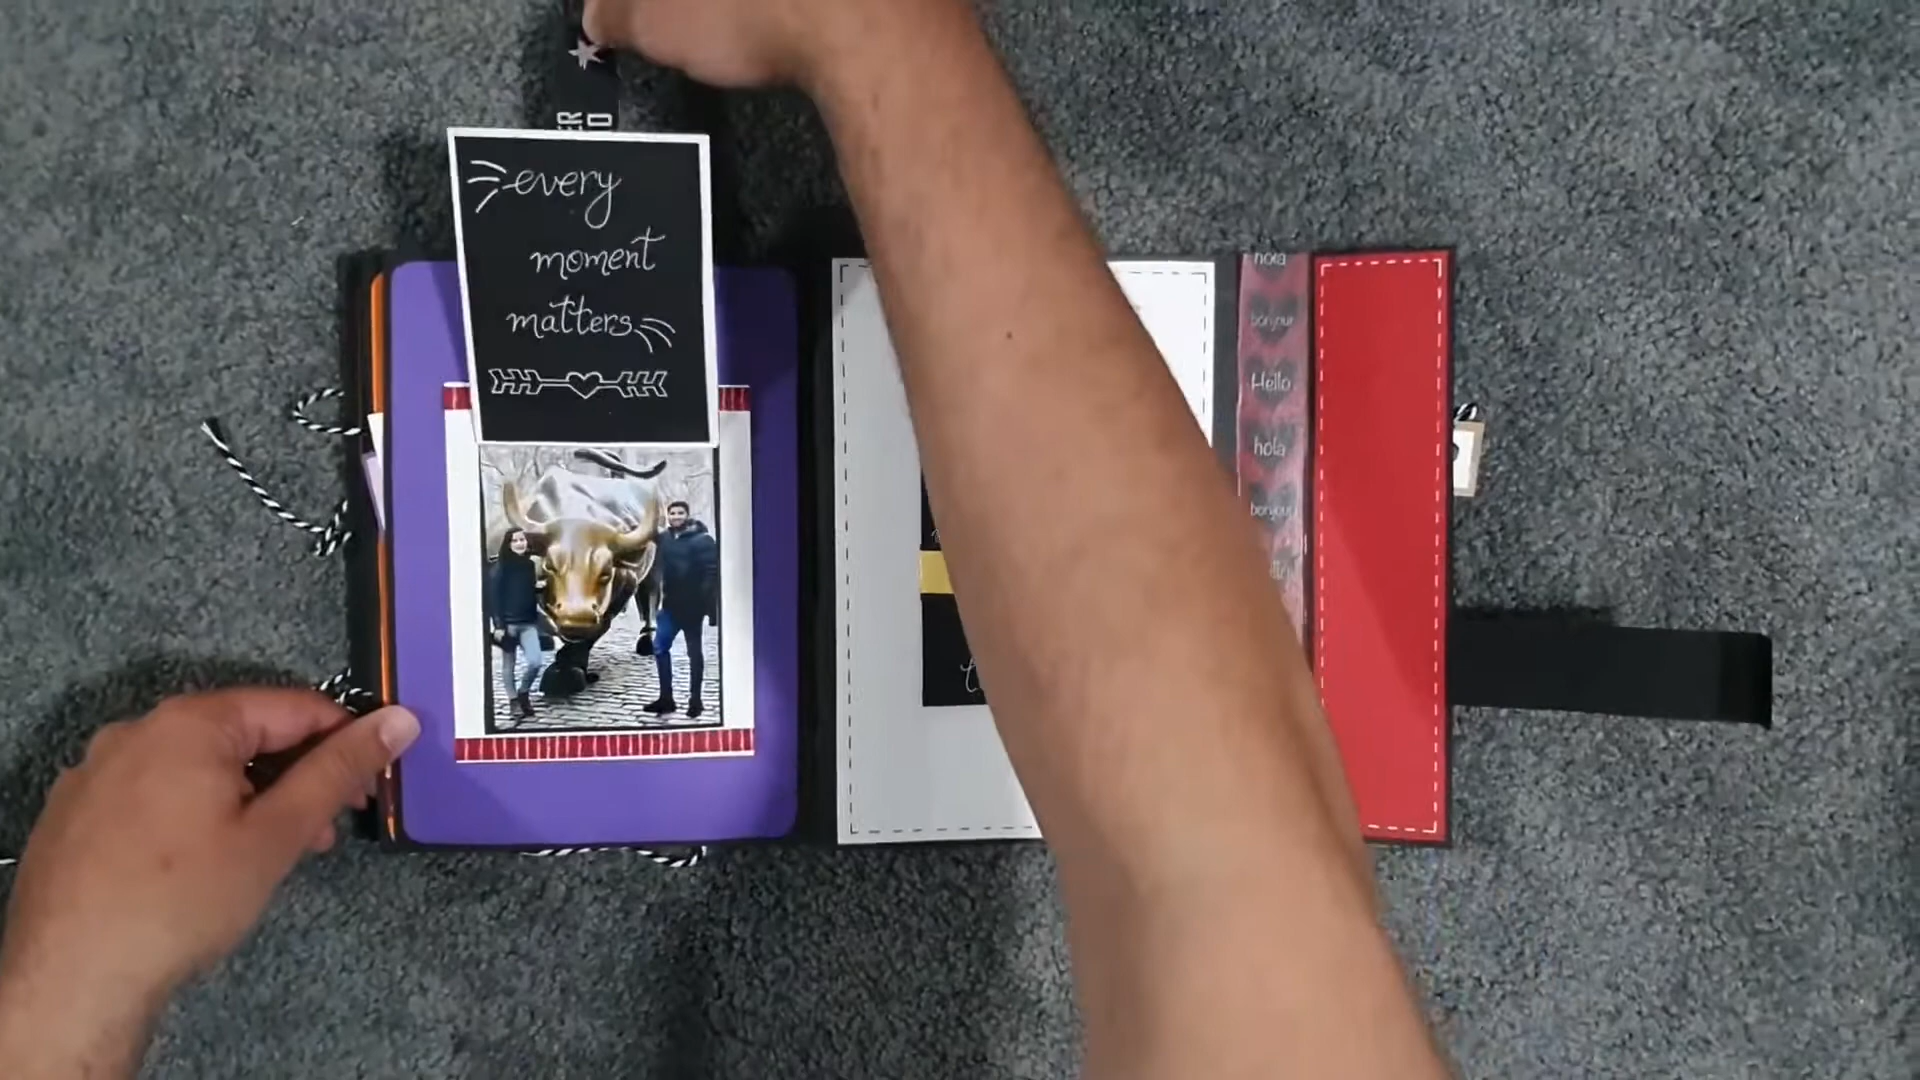 every
moment
matters
hola
bonjour
Hello
hola
bonjour